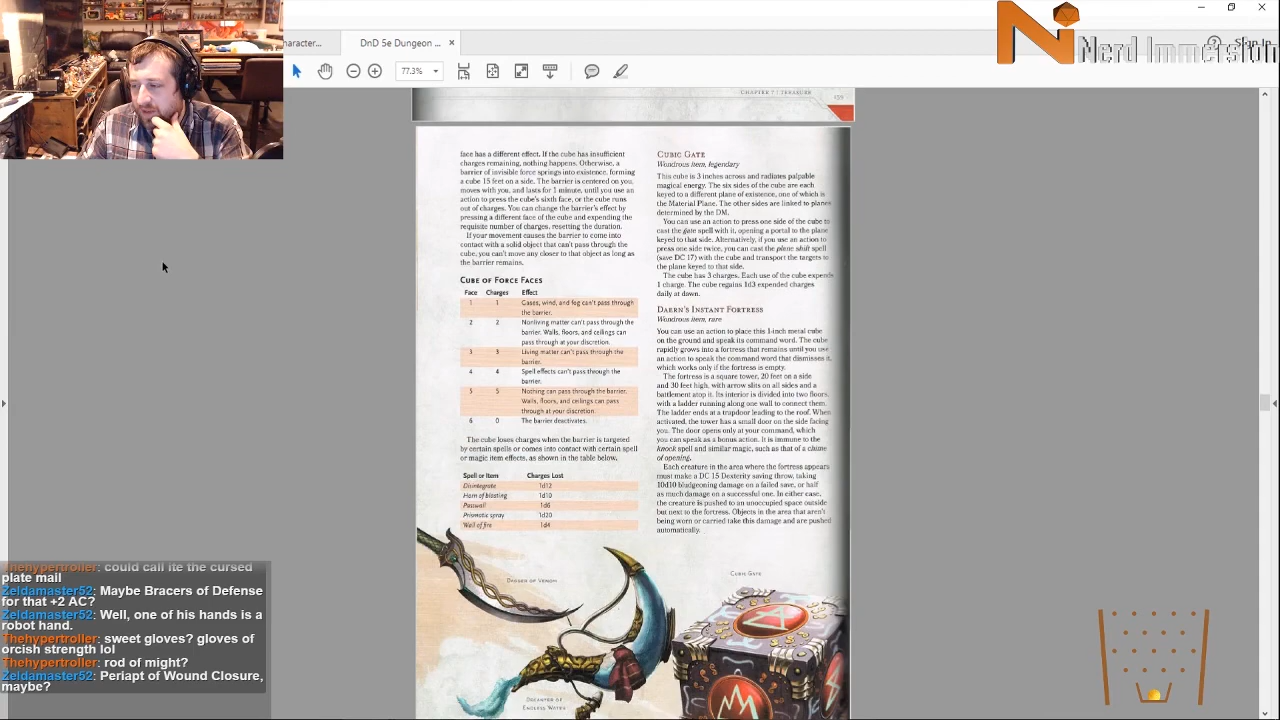 Nerd Immersion
Sign In
aracter...
DnD 5e Dungeon ...
77.3%
CHAPTER 7 | TREASURE
face has a different effect. If the cube has insufficient
charges remaining, nothing happens. Otherwise, a
barrier of invisible force springs into existence, forming
a cube 15 feet on a side. The barrier is centered on you,
moves with you, and lasts for 1 minute, until you use an
action to press the cube's sixth face, or the cube runs
out of charges. You can change the barrier's effect by
pressing a different face of the cube and expending the
requisite number of charges, resetting the duration.
If your movement causes the barrier to come into
contact with a solid object that can't pass through the
cube, you can't move any closer to that object as long as
the barrier remains.
CUBE OF FORCE FACES
Face Charges Effect
1 1 Gases, wind, and fog can't pass through
the barrier.
2 2 Nonliving matter can't pass through the
barrier. Walls, floors, and ceilings can
pass through at your discretion.
3 3 Living matter can't pass through the
barrier.
4 4 Spell effects can't pass through the
barrier.
5 5 Nothing can pass through the barrier.
Walls, floors, and ceilings can pass
through at your discretion.
6 0 The barrier deactivates.
The cube loses charges when the barrier is targeted
by certain spells or comes into contact with certain spell
or magic item effects, as shown in the table below.
Spell or Item Charges Lost
Disintegrate 1d12
Horn of blasting 1d10
Passwall 1d6
Prismatic spray 1d20
Wall of fire 1d4
CUBIC GATE
Wondrous item, legendary
This cube is 3 inches across and radiates palpable
magical energy. The six sides of the cube are each
keyed to a different plane of existence, one of which is
the Material Plane. The other sides are linked to planes
determined by the DM.
You can use an action to press one side of the cube to
cast the gate spell with it, opening a portal to the plane
keyed to that side. Alternatively, if you use an action to
press one side twice, you can cast the plane shift spell
(save DC 17) with the cube and transport the targets to
the plane keyed to that side.
The cube has 3 charges. Each use of the cube expends
1 charge. The cube regains 1d3 expended charges
daily at dawn.
DAERN'S INSTANT FORTRESS
Wondrous item, rare
You can use an action to place this 1-inch metal cube
on the ground and speak its command word. The cube
rapidly grows into a fortress that remains until you use
an action to speak the command word that dismisses it,
which works only if the fortress is empty.
The fortress is a square tower, 20 feet on a side
and 30 feet high, with arrow slits on all sides and a
battlement atop it. Its interior is divided into two floors,
with a ladder running along one wall to connect them.
The ladder ends at a trapdoor leading to the roof. When
activated, the tower has a small door on the side facing
you. The door opens only at your command, which
you can speak as a bonus action. It is immune to the
knock spell and similar magic, such as that of a chime
of opening.
Each creature in the area where the fortress appears
must make a DC 15 Dexterity saving throw, taking
10d10 bludgeoning damage on a failed save, or half
as much damage on a successful one. In either case,
the creature is pushed to an unoccupied space outside
but next to the fortress. Objects in the area that aren't
being worn or carried take this damage and are pushed
automatically.
DAGGER OF VENOM
CUBIC GATE
DECANTER OF
ENDLESS WATER
Thehypertroller: could call ite the cursed
plate mail
Zeldamaster52: Maybe Bracers of Defense
for that +2 AC?
Zeldamaster52: Well, one of his hands is a
robot hand.
Thehypertroller: sweet gloves? gloves of
orcish strength lol
Thehypertroller: rod of might?
Zeldamaster52: Periapt of Wound Closure,
maybe?